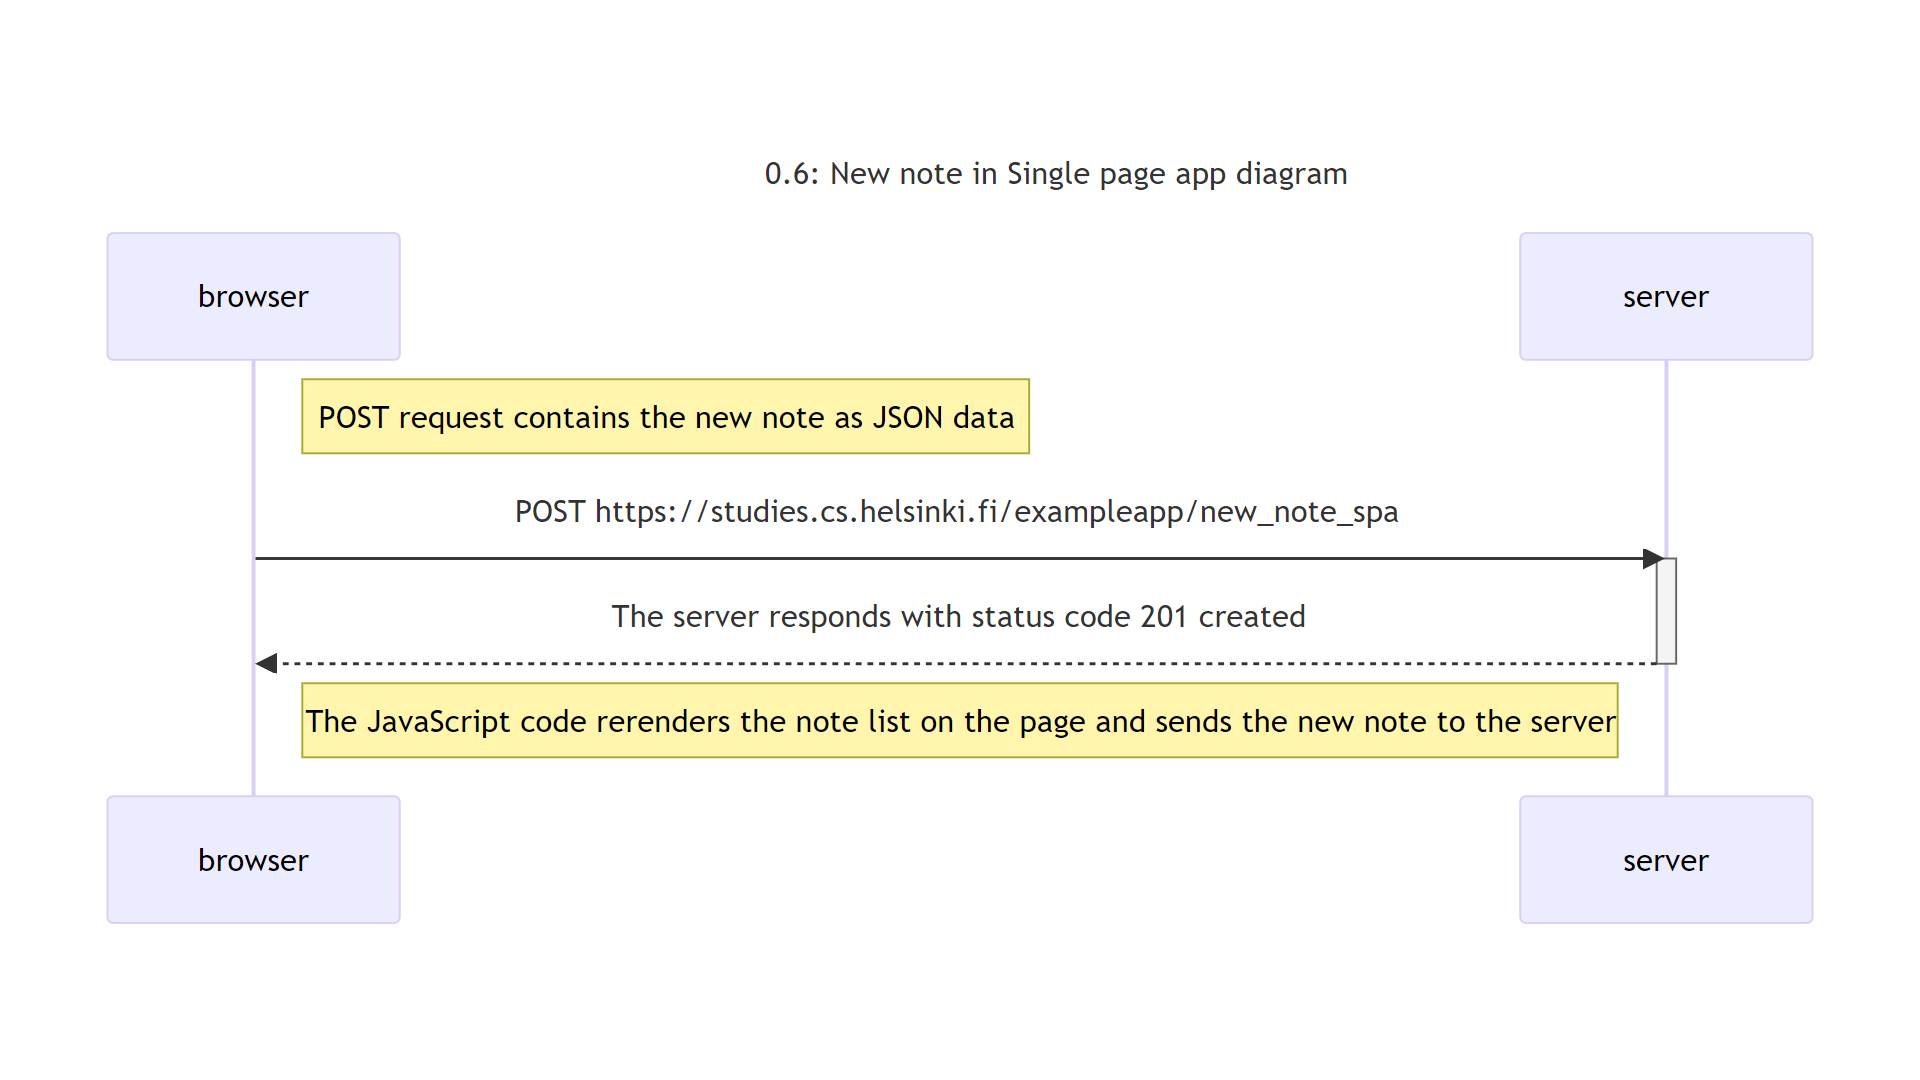 0.6: New note in Single page app diagram
browser
server
POST request contains the new note as JSON data
POST https://studies.cs.helsinki.fi/exampleapp/new_note_spa
The server responds with status code 201 created
The JavaScript code rerenders the note list on the page and sends the new note to the server
browser
server